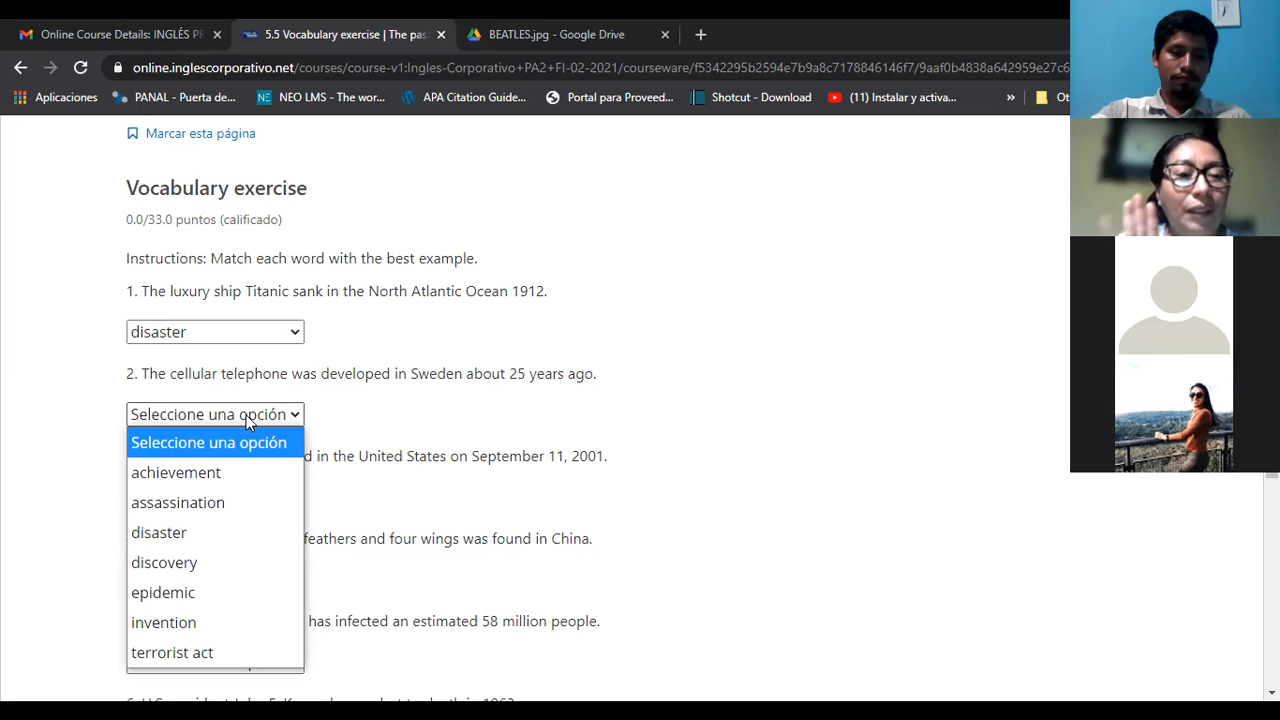 Online Course Details: INGLÉS PR
5.5 Vocabulary exercise | The pas
BEATLES.jpg - Google Drive
online.inglescorporativo.net/courses/course-v1:Ingles-Corporativo+PA2+FI-02-2021/courseware/f5342295b2594e7b9a8c7178846146f7/9aaf0b4838a642959e27c6
Aplicaciones
PANAL - Puerta de...
NEO LMS - The wor...
APA Citation Guide...
Portal para Proveed...
Shotcut - Download
(11) Instalar y activa...
»
Ot
Marcar esta página
Vocabulary exercise
0.0/33.0 puntos (calificado)
Instructions: Match each word with the best example.
1. The luxury ship Titanic sank in the North Atlantic Ocean 1912.
disaster
2. The cellular telephone was developed in Sweden about 25 years ago.
Seleccione una opción
Seleccione una opción
d in the United States on September 11, 2001.
achievement
assassination
disaster
feathers and four wings was found in China.
discovery
epidemic
invention
has infected an estimated 58 million people.
terrorist act